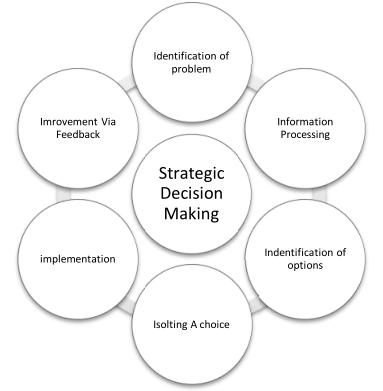 Identification of
problem
Information
Processing
Indentification of
options
Isolting A choice
implementation
Imrovement Via
Feedback
Strategic
Decision
Making